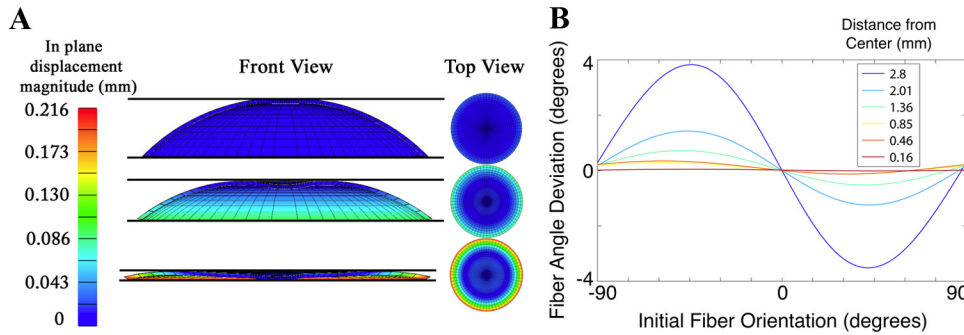 A
In plane
displacement
magnitude (mm)
0.216
0.173
0.130
0.086
0.043
0
Front View
Top View
B
Fiber Angle Deviation (degrees)
4
0
-4
-90
0
90
Initial Fiber Orientation (degrees)
Distance from
Center (mm)
2.8
2.01
1.36
0.85
0.46
0.16